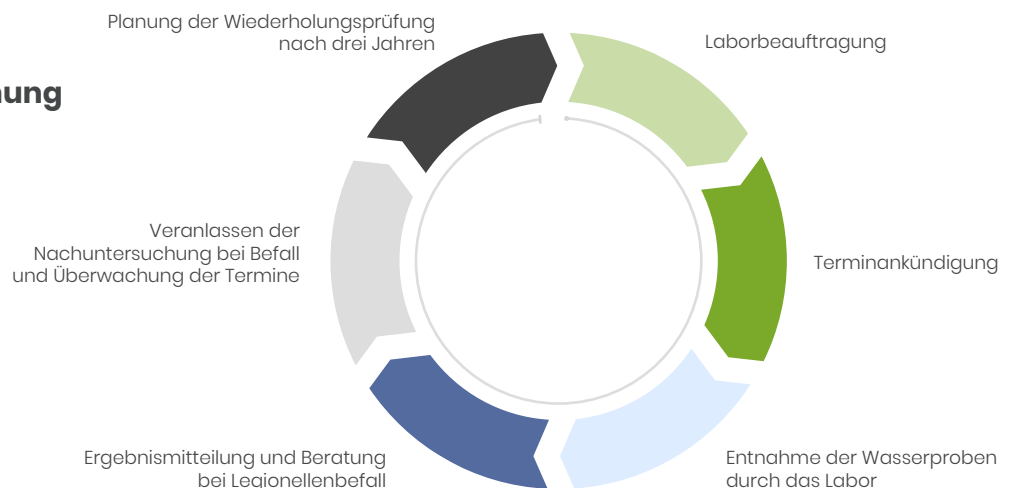 Planung der Wiederholungsprüfung
nach drei Jahren
Laborbeauftragung
Terminankündigung
Veranlassen der
Nachuntersuchung bei Befall
und Überwachung der Termine
Ergebnismitteilung und Beratung
bei Legionellenbefall
Entnahme der Wasserproben
durch das Labor